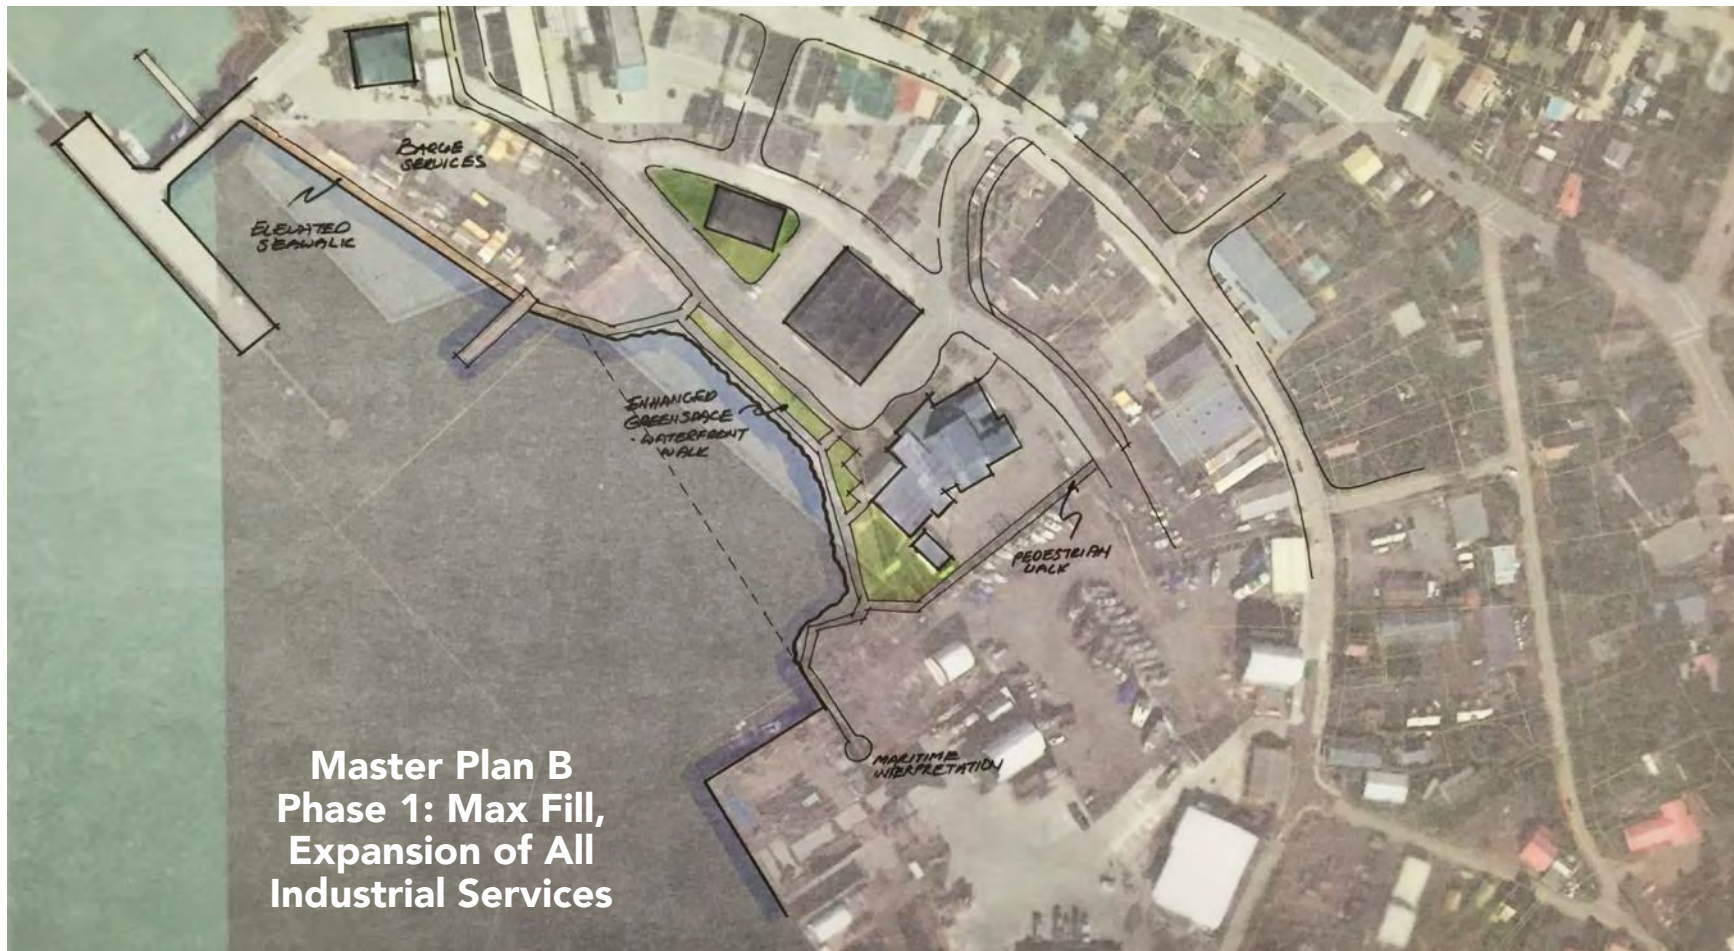 BARGE
SERVICES
ELEVATED
SEAWALK
ENHANCED
GREENSPACE
- WATERFRONT
WALK
PEDESTRIAN
WALK
MARITIME
INTERPRETATION
Master Plan B
Phase 1: Max Fill,
Expansion of All
Industrial Services